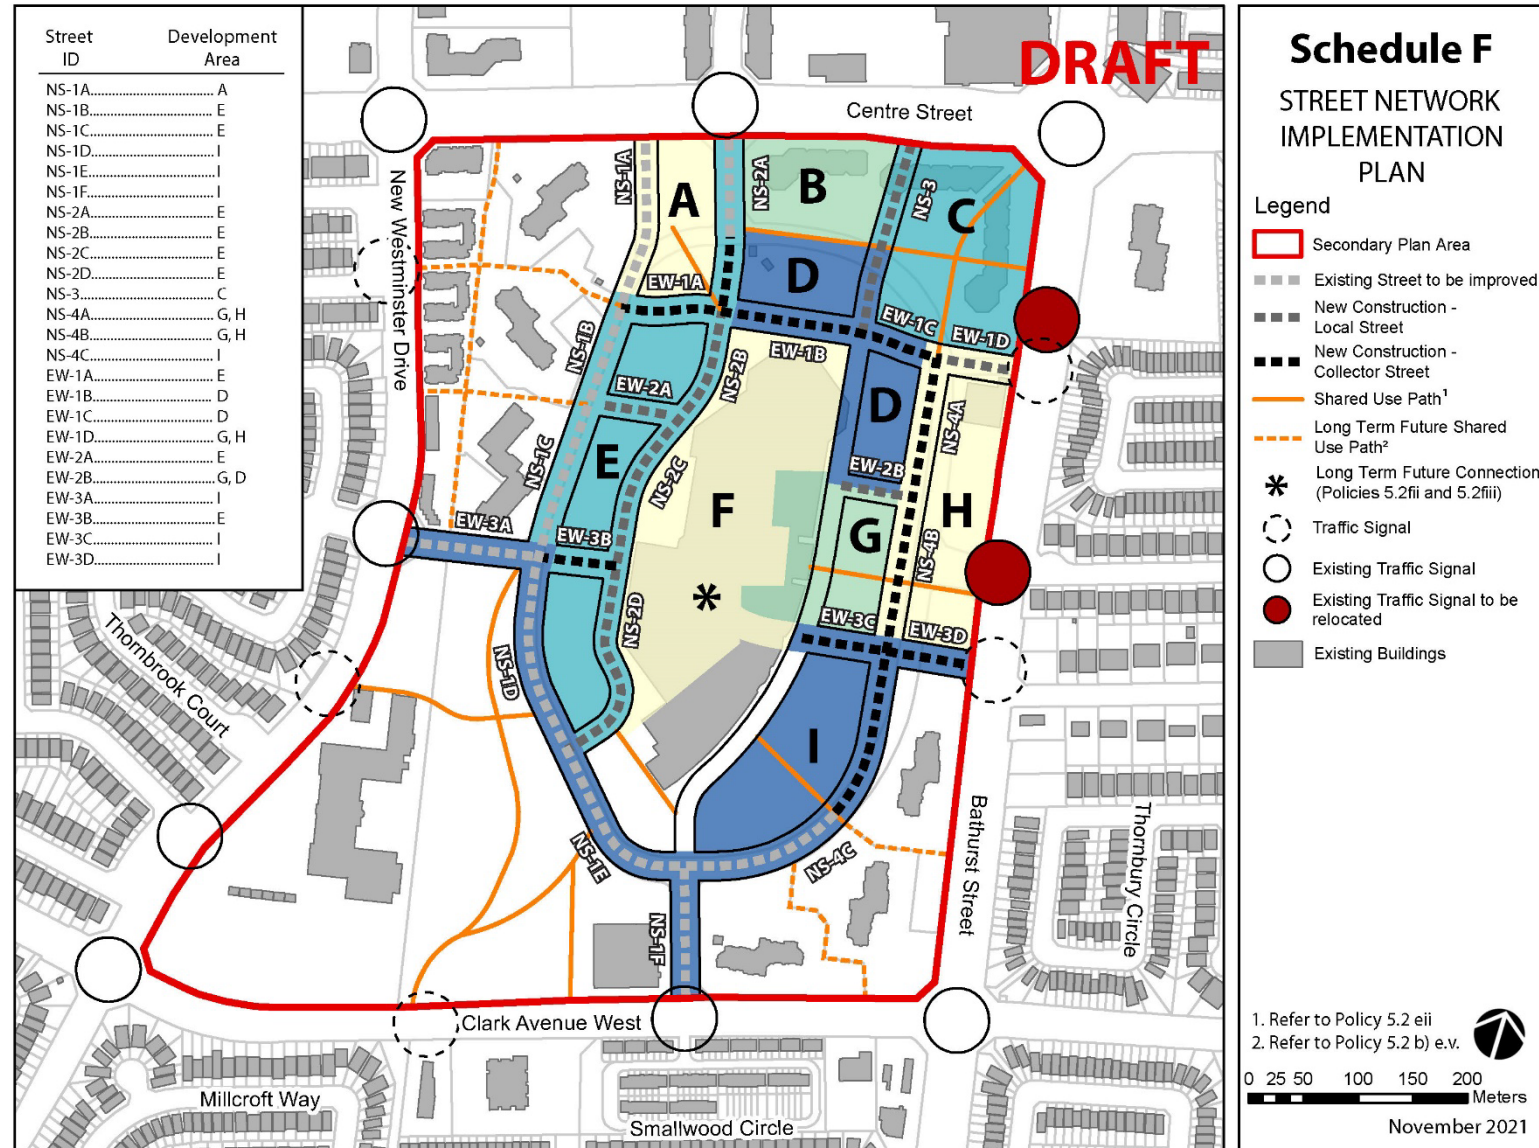 Street Development
ID Area
NS-1A.............................. A
NS-1B.............................. E
NS-1C.............................. E
NS-1D.............................. I
NS-1E.............................. I
NS-1F.............................. I
NS-2A.............................. E
NS-2B.............................. E
NS-2C.............................. E
NS-2D.............................. E
NS-3................................ C
NS-4A.............................. G, H
NS-4B.............................. G, H
NS-4C.............................. I
EW-1A............................. E
EW-1B............................. D
EW-1C............................. D
EW-1D............................. G, H
EW-2A............................. E
EW-2B............................. G, D
EW-3A............................. I
EW-3B............................. E
EW-3C............................. I
EW-3D............................. I
DRAFT
Centre Street
New Westminster Drive
NS-1A
A
NS-2A
B
NS-3
C
EW-1A
D
NS-1B
EW-1B
EW-1C
EW-1D
NS-2B
EW-2A
D
NS-4A
NS-1C
E
NS-2C
EW-2B
F
G
H
EW-3A
EW-3B
NS-4B
*
NS-2D
EW-3C
EW-3D
NS-1D
I
NS-1E
NS-4C
NS-1F
Thornbrook Court
Bathurst Street
Thornbury Circle
Clark Avenue West
Millcroft Way
Smallwood Circle
Schedule F
STREET NETWORK
IMPLEMENTATION
PLAN
Legend
Secondary Plan Area
Existing Street to be improved
New Construction -
Local Street
New Construction -
Collector Street
Shared Use Path¹
Long Term Future Shared
Use Path²
* Long Term Future Connection
(Policies 5.2fii and 5.2fiii)
Traffic Signal
Existing Traffic Signal
Existing Traffic Signal to be
relocated
Existing Buildings
1. Refer to Policy 5.2 eii
2. Refer to Policy 5.2 b) e.v.
0 25 50 100 150 200
Meters
November 2021